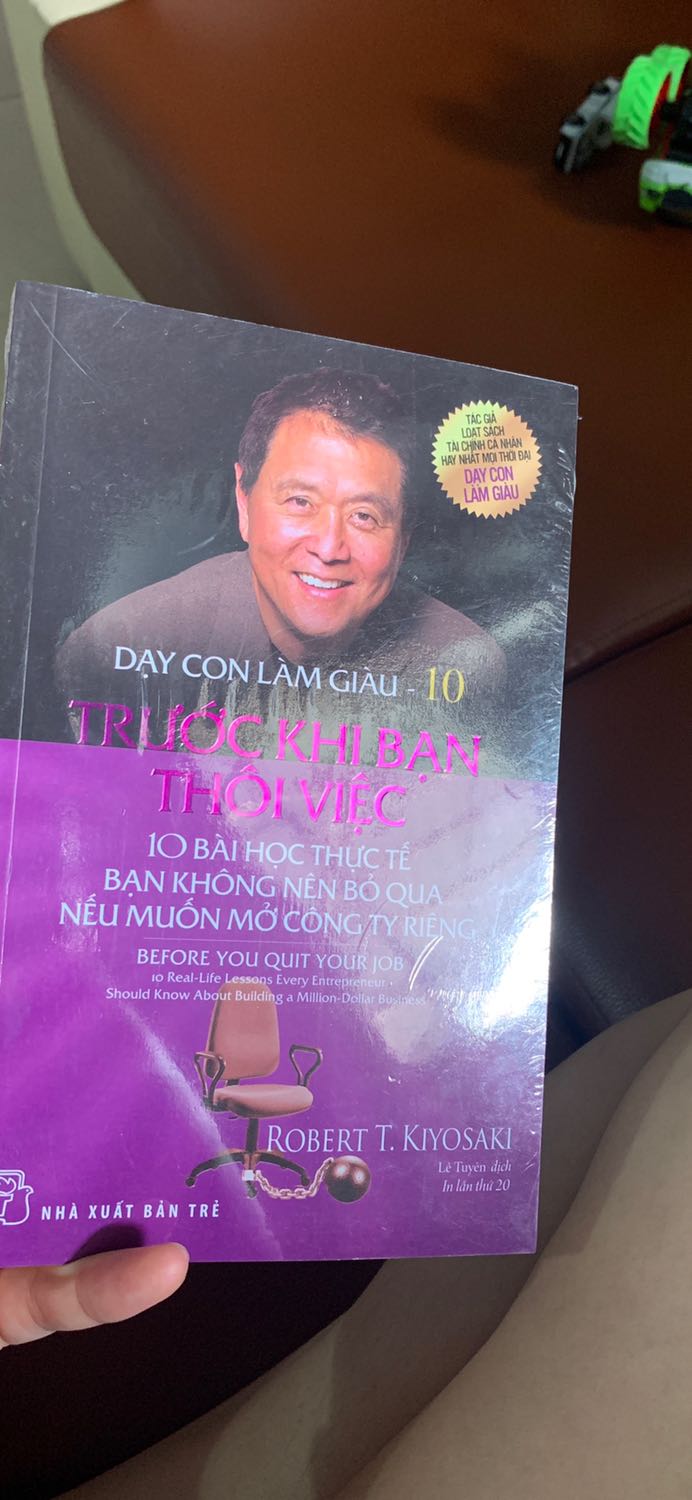 TÁC GIẢ
LOẠT SÁCH
TÀI CHÍNH CÁ NHÂN
HAY NHẤT MỌI THỜI ĐẠI
DẠY CON
LÀM GIÀU
DẠY CON LÀM GIÀU - 10
TRƯỚC KHI BẠN
THÔI VIỆC
10 BÀI HỌC THỰC TẾ
BẠN KHÔNG NÊN BỎ QUA
NẾU MUỐN MỞ CÔNG TY RIÊNG
BEFORE YOU QUIT YOUR JOB
10 Real-Life Lessons Every Entrepreneur
Should Know About Building a Million-Dollar Business
ROBERT T. KIYOSAKI
Lê Tuyên dịch
In lần thứ 20
NHÀ XUẤT BẢN TRẺ